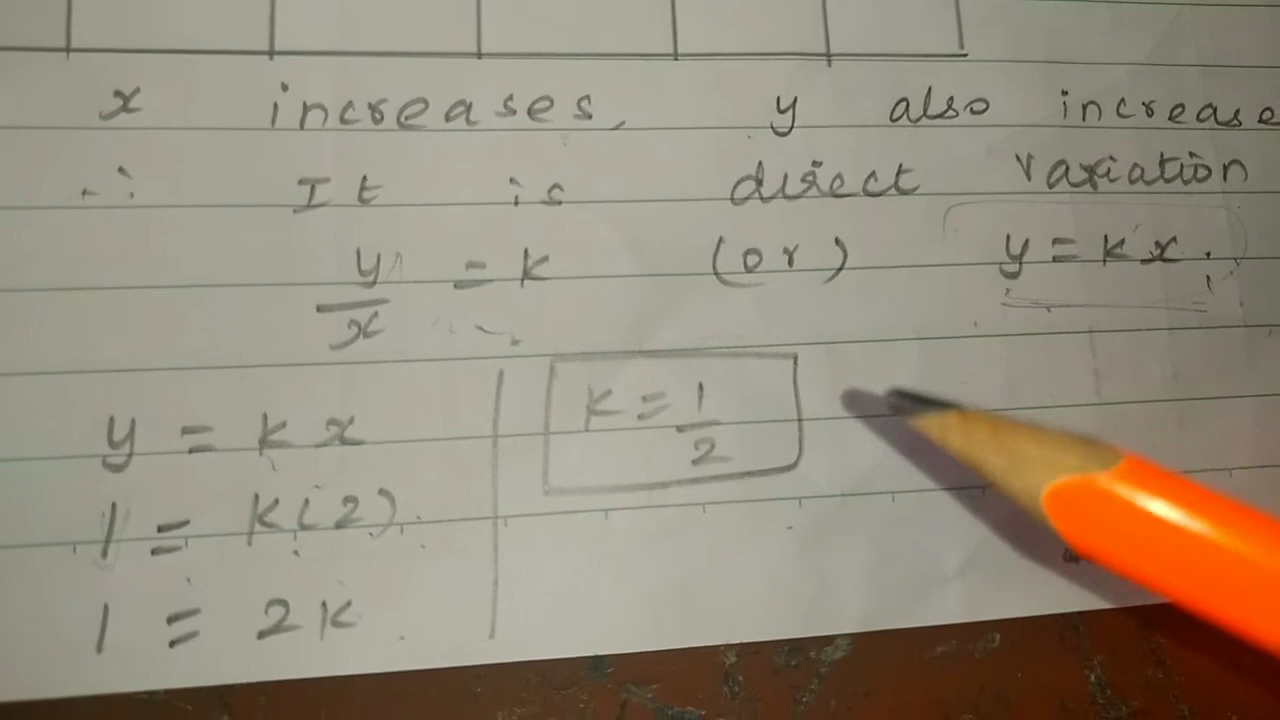 x increases, y also increase
∴ It is direct variation
y/x = k (or) y = kx.
y = kx
1 = k(2).
1 = 2k
k = 1/2